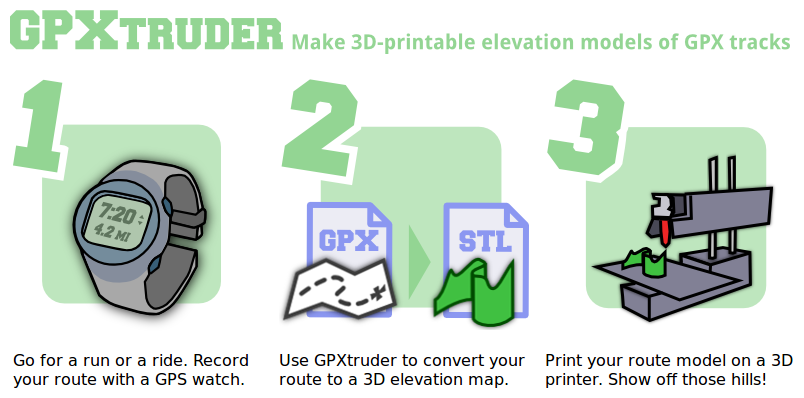 GPXTRUDER Make 3D-printable elevation models of GPX tracks
1
2
3
7:20
4.2 MI
GPX
STL
Go for a run or a ride. Record
your route with a GPS watch.
Use GPXtruder to convert your
route to a 3D elevation map.
Print your route model on a 3D
printer. Show off those hills!